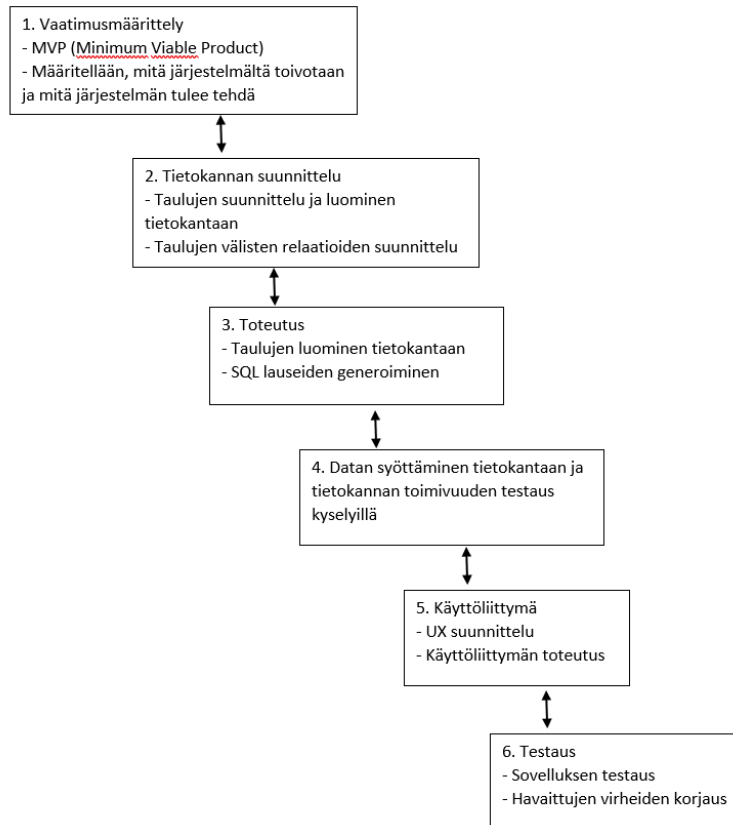 1. Vaatimusmäärittely
- MVP (Minimum Viable Product)
- Määritellään, mitä järjestelmältä toivotaan
ja mitä järjestelmän tulee tehdä
2. Tietokannan suunnittelu
- Taulujen suunnittelu ja luominen
tietokantaan
- Taulujen välisten relaatioiden suunnittelu
3. Toteutus
- Taulujen luominen tietokantaan
- SQL lauseiden generoiminen
4. Datan syöttäminen tietokantaan ja
tietokannan toimivuuden testaus
kyselyillä
5. Käyttöliittymä
- UX suunnittelu
- Käyttöliittymän toteutus
6. Testaus
- Sovelluksen testaus
- Havaittujen virheiden korjaus